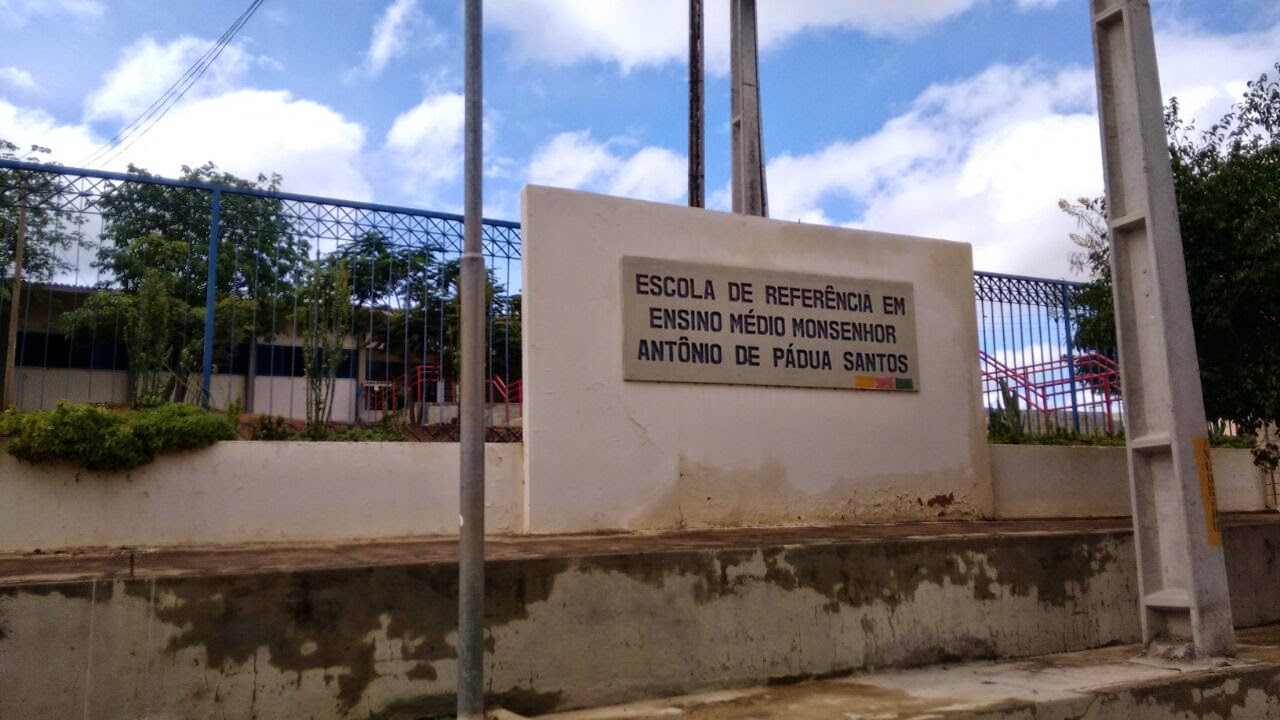 ESCOLA DE REFERÊNCIA EM
ENSINO MÉDIO MONSENHOR
ANTÔNIO DE PÁDUA SANTOS